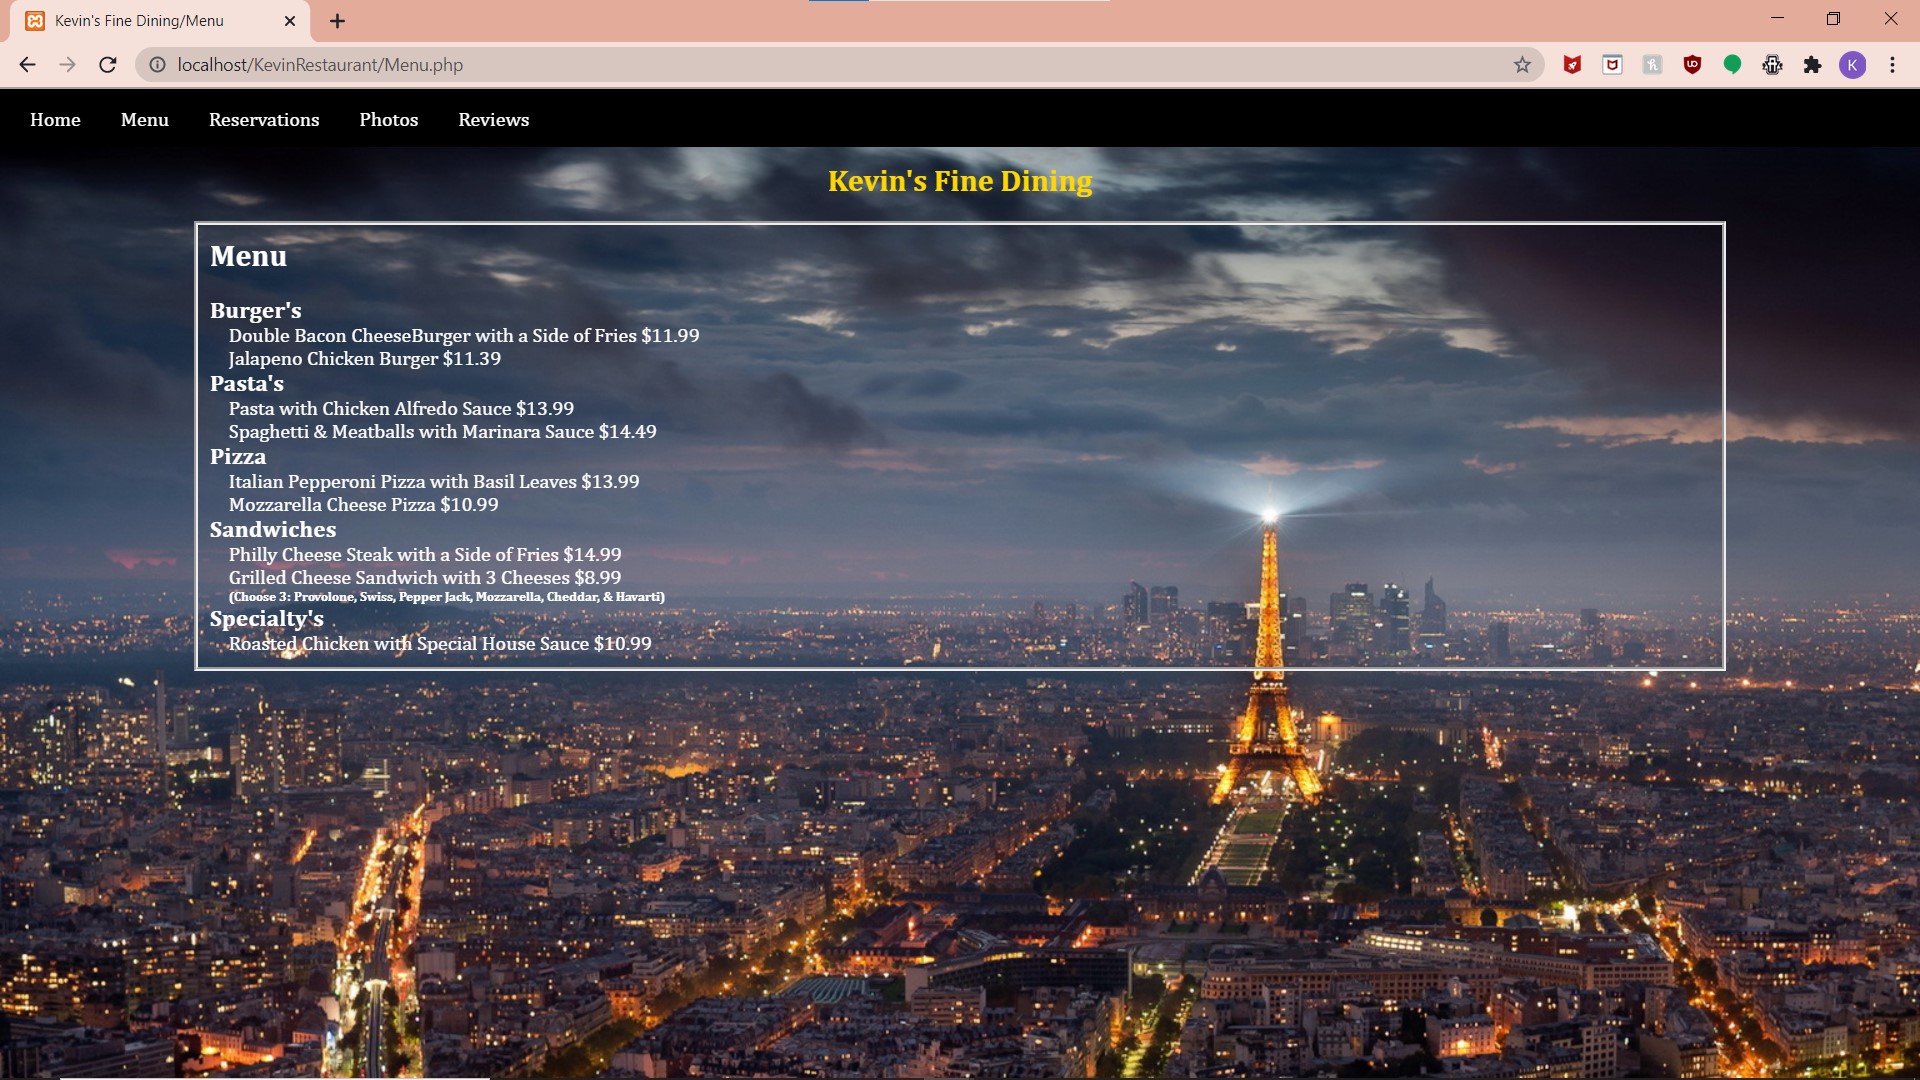 Kevin's Fine Dining/Menu
localhost/KevinRestaurant/Menu.php
K
Home Menu Reservations Photos Reviews
Kevin's Fine Dining
Menu
Burger's
Double Bacon CheeseBurger with a Side of Fries $11.99
Jalapeno Chicken Burger $11.39
Pasta's
Pasta with Chicken Alfredo Sauce $13.99
Spaghetti & Meatballs with Marinara Sauce $14.49
Pizza
Italian Pepperoni Pizza with Basil Leaves $13.99
Mozzarella Cheese Pizza $10.99
Sandwiches
Philly Cheese Steak with a Side of Fries $14.99
Grilled Cheese Sandwich with 3 Cheeses $8.99
(Choose 3: Provolone, Swiss, Pepper Jack, Mozzarella, Cheddar, & Havarti)
Specialty's
Roasted Chicken with Special House Sauce $10.99